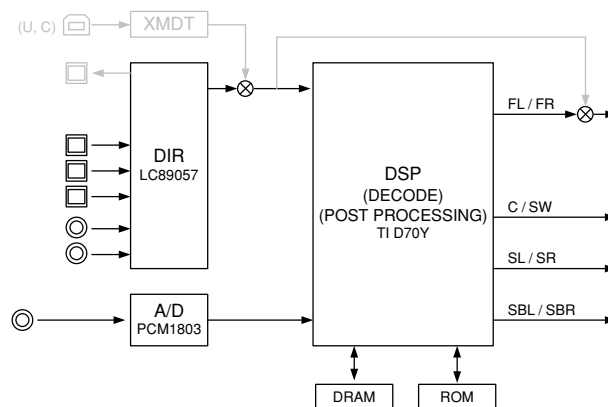 (U, C)
XMDT
FL / FR
DIR
LC89057
DSP
(DECODE)
(POST PROCESSING)
TI D70Y
C / SW
SL / SR
A/D
PCM1803
SBL / SBR
DRAM
ROM